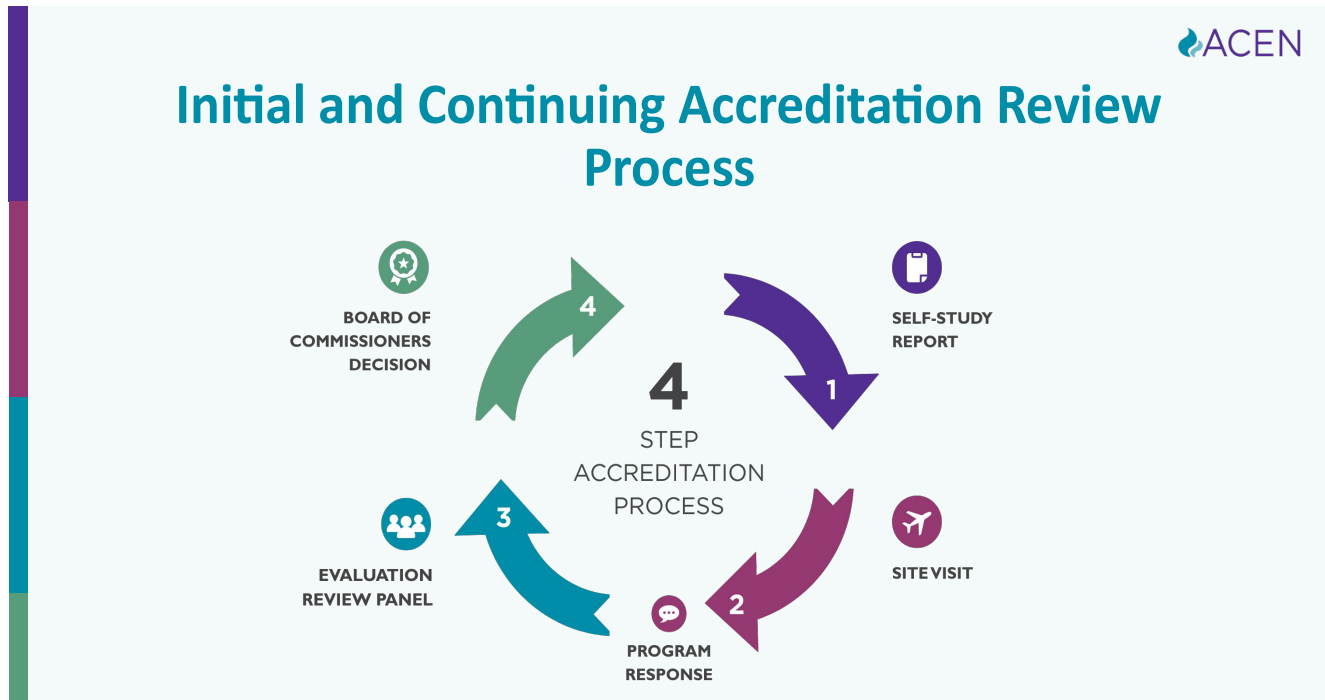 ACEN
Initial and Continuing Accreditation Review
Process
BOARD OF
COMMISSIONERS
DECISION
4
SELF-STUDY
REPORT
1
4
STEP
ACCREDITATION
PROCESS
3
EVALUATION
REVIEW PANEL
SITE VISIT
2
PROGRAM
RESPONSE